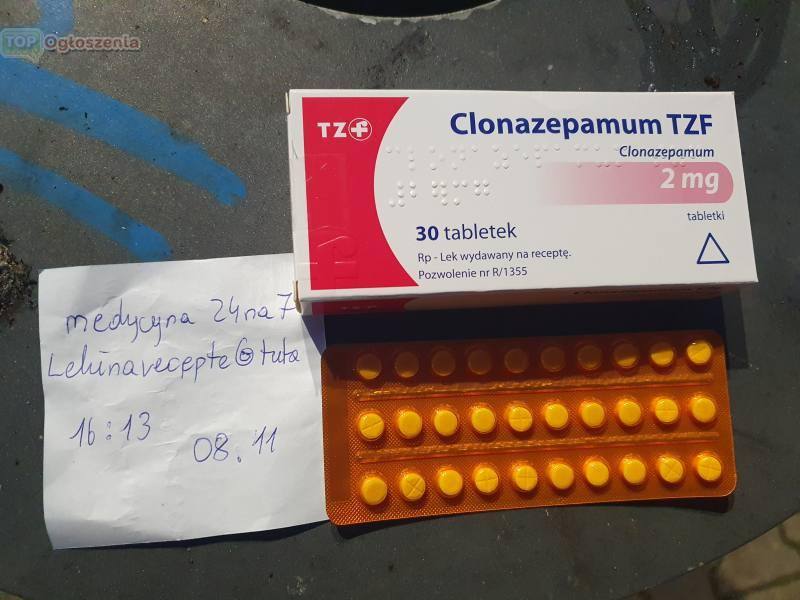 TOP Ogłoszenia
TZF
Clonazepamum TZF
Clonazepamum
2 mg
tabletki
30 tabletek
Rp - Lek wydawany na receptę.
Pozwolenie nr R/1355
medycyna 24na7
Lekinarecepte@tuta
16:13
08.11